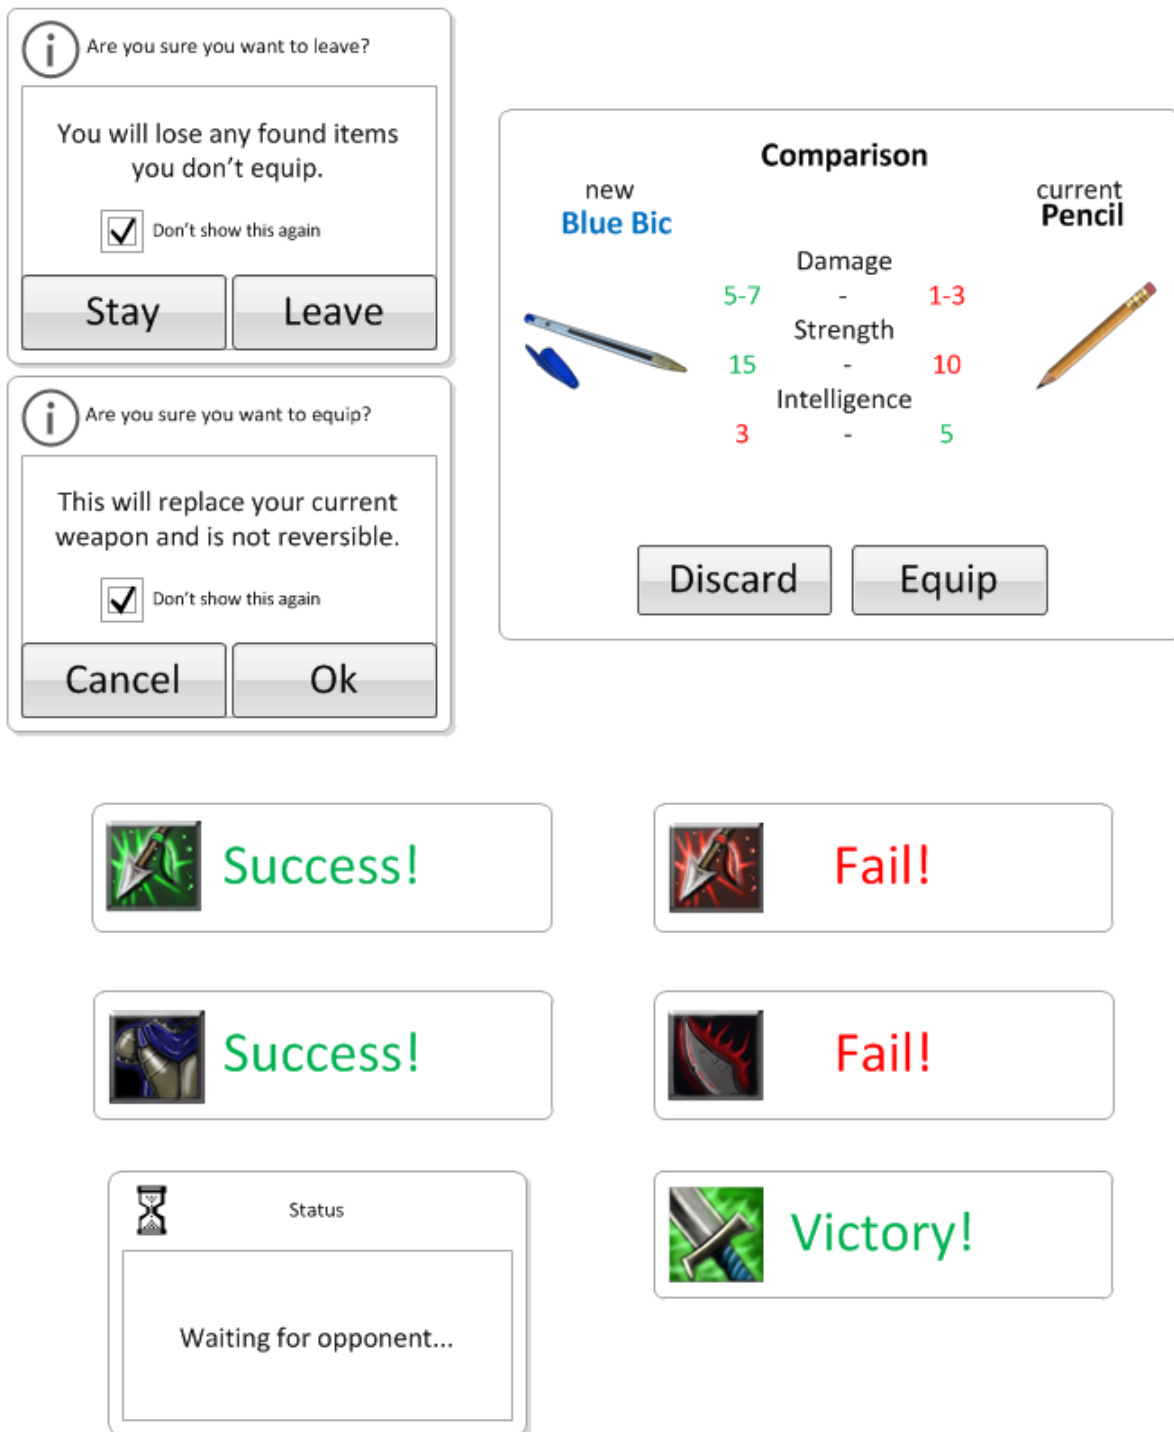 Are you sure you want to leave?
You will lose any found items
you don't equip.
Don't show this again
Stay
Leave
Are you sure you want to equip?
This will replace your current
weapon and is not reversible.
Don't show this again
Cancel
Ok
Comparison
new
Blue Bic
current
Pencil
Damage
5-7 - 1-3
Strength
15 - 10
Intelligence
3 - 5
Discard
Equip
Success!
Fail!
Success!
Fail!
Status
Waiting for opponent...
Victory!